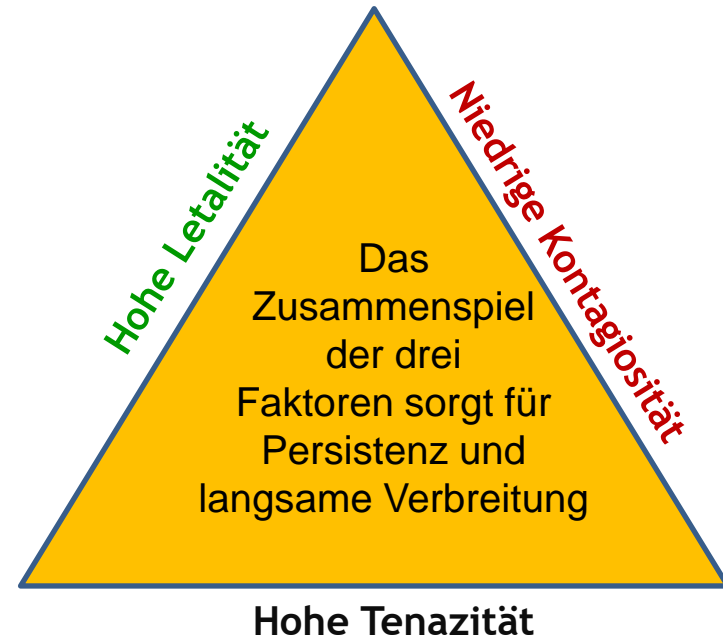 Hohe Letalität
Niedrige Kontagiosität
Das
Zusammenspiel
der drei
Faktoren sorgt für
Persistenz und
langsame Verbreitung
Hohe Tenazität